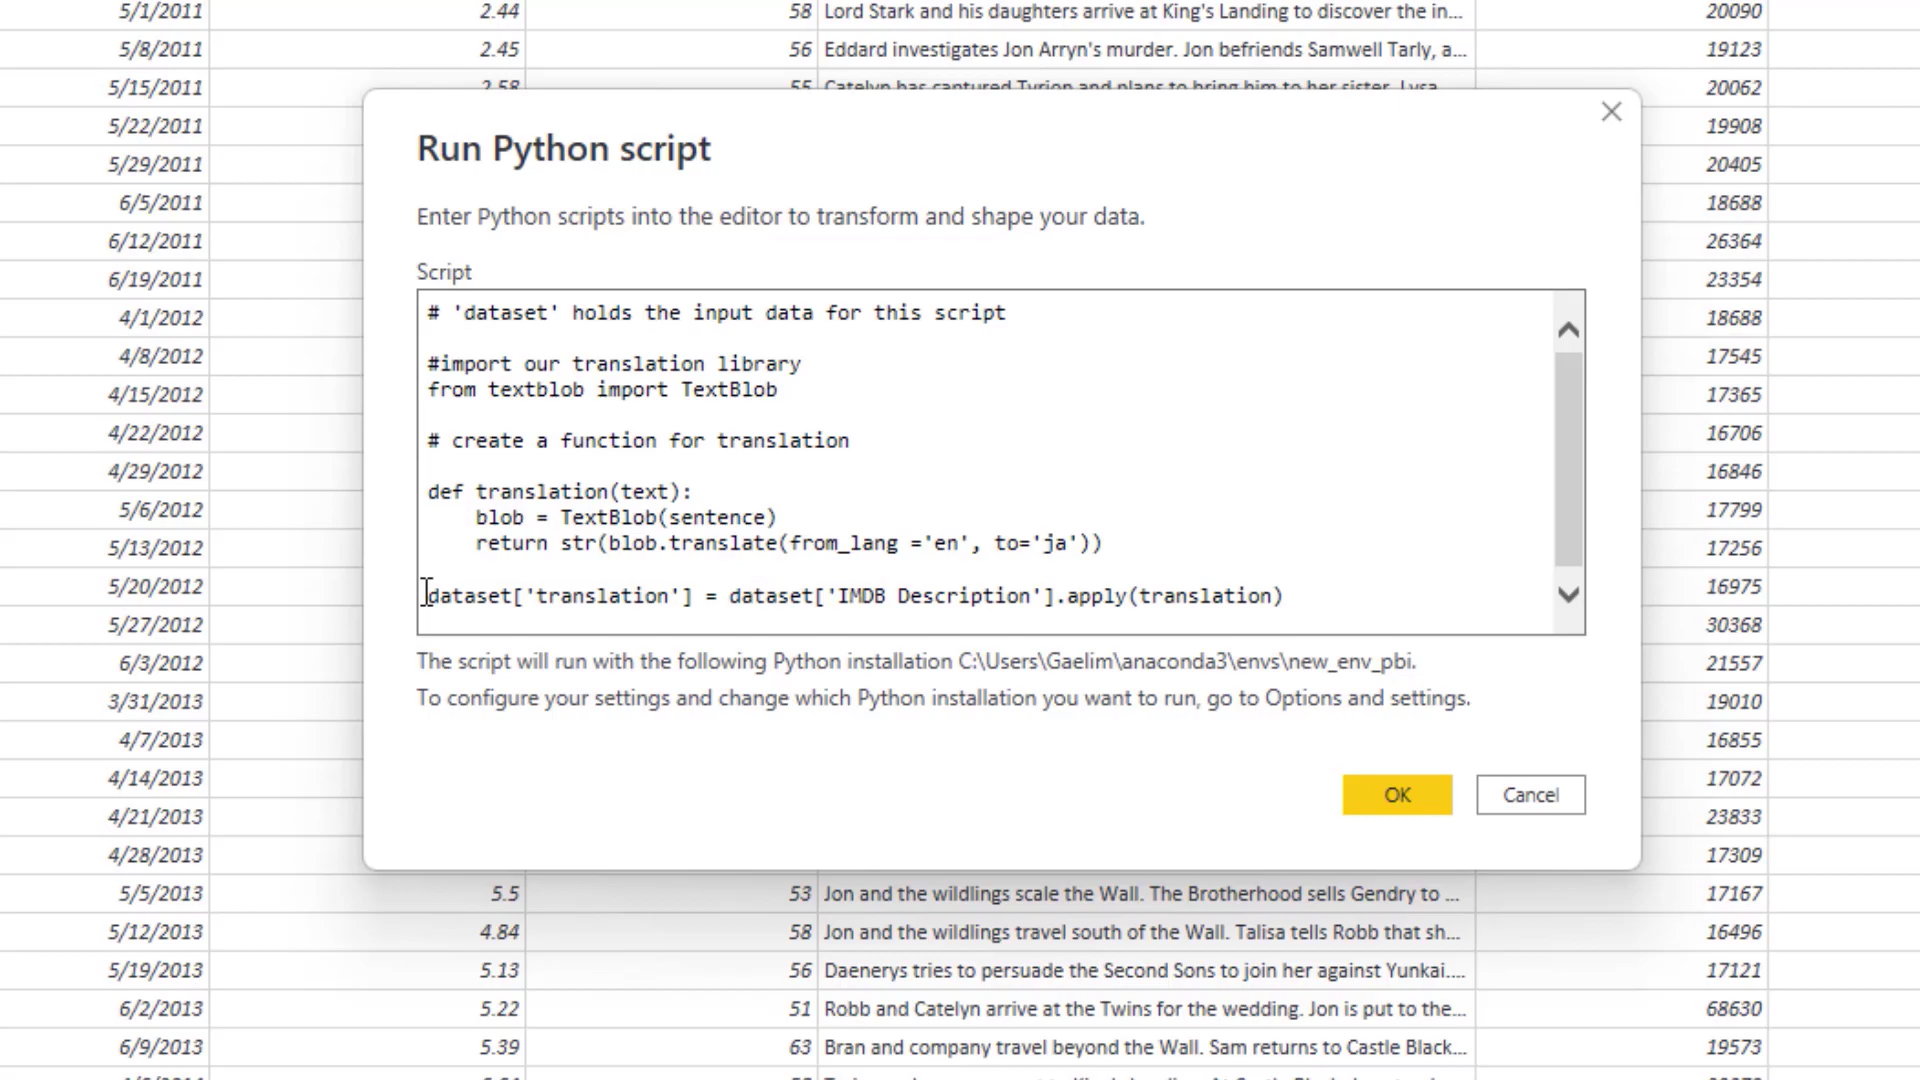 5/1/2011 2.44 58 Lord Stark and his daughters arrive at King's Landing to discover the in... 20090
5/8/2011 2.45 56 Eddard investigates Jon Arryn's murder. Jon befriends Samwell Tarly, a... 19123
5/15/2011 2.58 55 Catelyn has captured Tyrion and plans to bring him to her sister, Lysa 20062
5/22/2011 19908
5/29/2011 20405
6/5/2011 18688
6/12/2011 26364
6/19/2011 23354
4/1/2012 18688
4/8/2012 17545
4/15/2012 17365
4/22/2012 16706
4/29/2012 16846
5/6/2012 17799
5/13/2012 17256
5/20/2012 16975
5/27/2012 30368
6/3/2012 21557
3/31/2013 19010
4/7/2013 16855
4/14/2013 17072
4/21/2013 23833
4/28/2013 17309
Run Python script
Enter Python scripts into the editor to transform and shape your data.
Script
# 'dataset' holds the input data for this script
#import our translation library
from textblob import TextBlob
# create a function for translation
def translation(text):
    blob = TextBlob(sentence)
    return str(blob.translate(from_lang ='en', to='ja'))
dataset['translation'] = dataset['IMDB Description'].apply(translation)
The script will run with the following Python installation C:\Users\Gaelim\anaconda3\envs\new_env_pbi.
To configure your settings and change which Python installation you want to run, go to Options and settings.
OK Cancel
5/5/2013 5.5 53 Jon and the wildlings scale the Wall. The Brotherhood sells Gendry to ... 17167
5/12/2013 4.84 58 Jon and the wildlings travel south of the Wall. Talisa tells Robb that sh... 16496
5/19/2013 5.13 56 Daenerys tries to persuade the Second Sons to join her against Yunkai.... 17121
6/2/2013 5.22 51 Robb and Catelyn arrive at the Twins for the wedding. Jon is put to the... 68630
6/9/2013 5.39 63 Bran and company travel beyond the Wall. Sam returns to Castle Black... 19573